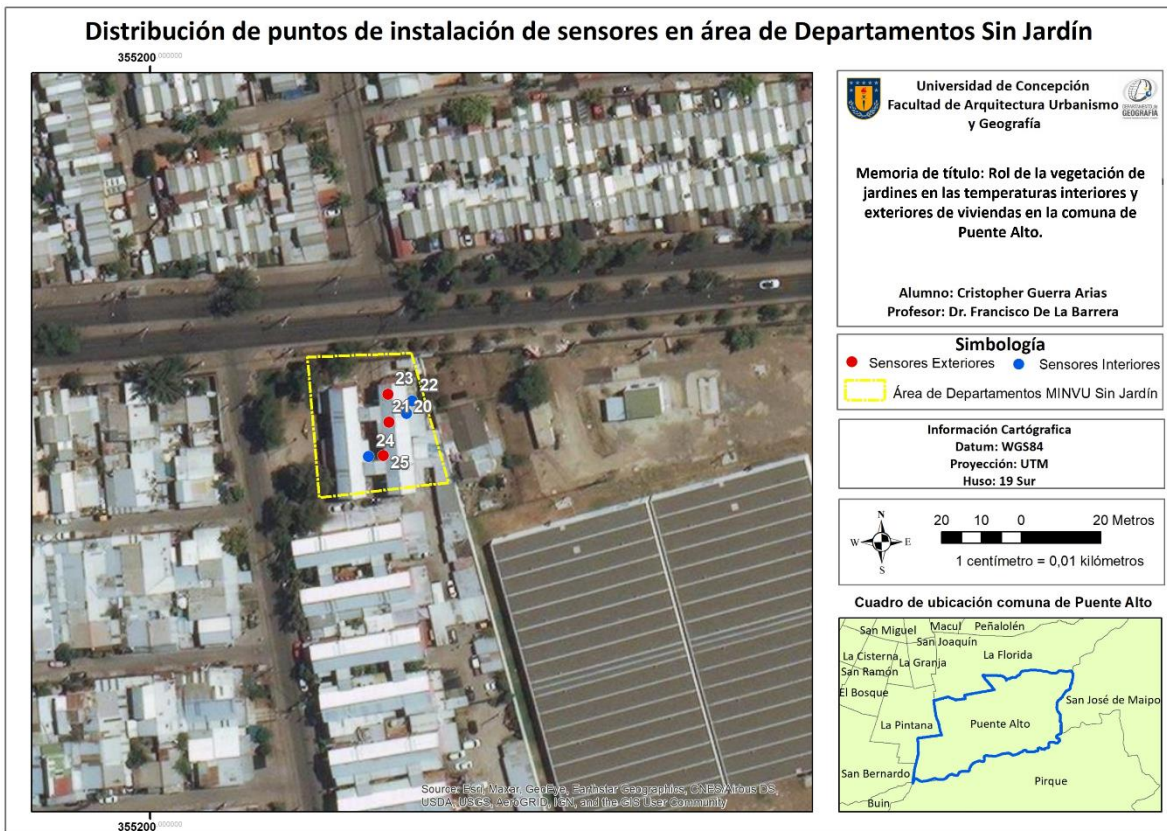 Distribución de puntos de instalación de sensores en área de Departamentos Sin Jardín
355200,000000
23
22
21
20
24
25
Source: Esri, Maxar, GeoEye, Earthstar Geographics, CNES/Airbus DS,
USDA, USGS, AeroGRID, IGN, and the GIS User Community
355200,000000
Universidad de Concepción
Facultad de Arquitectura Urbanismo
y Geografía
DEPARTAMENTO de
GEOGRAFÍA
Memoria de título: Rol de la vegetación de
jardines en las temperaturas interiores y
exteriores de viviendas en la comuna de
Puente Alto.
Alumno: Cristopher Guerra Arias
Profesor: Dr. Francisco De La Barrera
Simbología
Sensores Exteriores
Sensores Interiores
Área de Departamentos MINVU Sin Jardín
Información Cartógrafica
Datum: WGS84
Proyección: UTM
Huso: 19 Sur
N
W E
S
20 10 0 20 Metros
1 centímetro = 0,01 kilómetros
Cuadro de ubicación comuna de Puente Alto
San Miguel
Macul
Peñalolén
San Joaquín
La Cisterna
La Granja
La Florida
San Ramón
El Bosque
San José de Maipo
La Pintana
Puente Alto
San Bernardo
Pirque
Buin